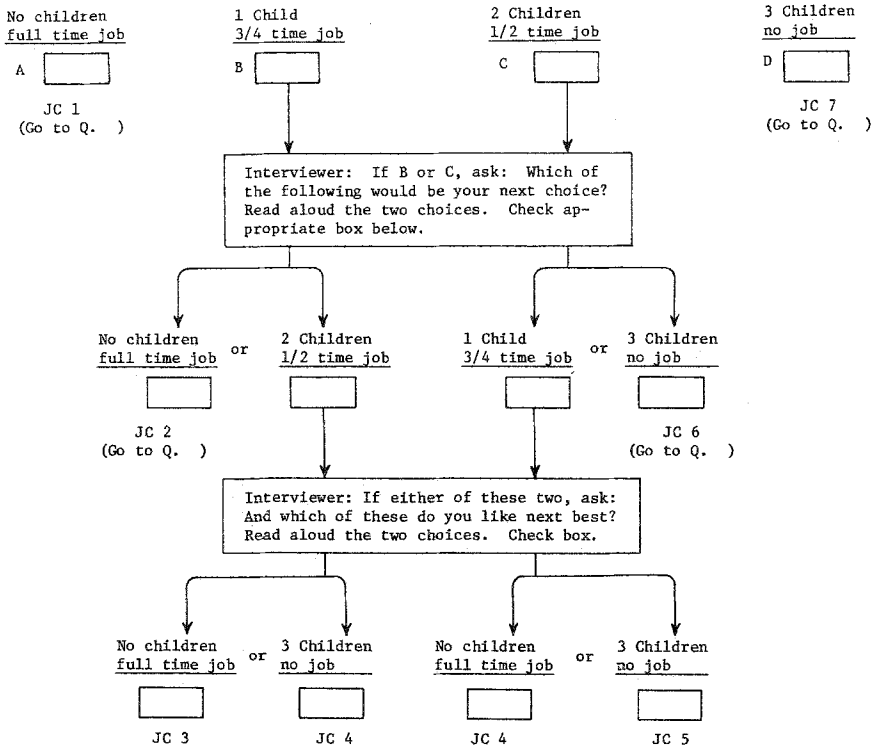 No children
full time job
A
JC 1
(Go to Q. )
1 Child
3/4 time job
B
2 Children
1/2 time job
C
3 Children
no job
D
JC 7
(Go to Q. )
Interviewer: If B or C, ask: Which of
the following would be your next choice?
Read aloud the two choices. Check ap-
propriate box below.
No children
full time job
or
2 Children
1/2 time job
JC 2
(Go to Q. )
1 Child
3/4 time job
or
3 Children
no job
JC 6
(Go to Q. )
Interviewer: If either of these two, ask:
And which of these do you like next best?
Read aloud the two choices. Check box.
No children
full time job
or
3 Children
no job
JC 3
JC 4
No children
full time job
or
3 Children
no job
JC 4
JC 5